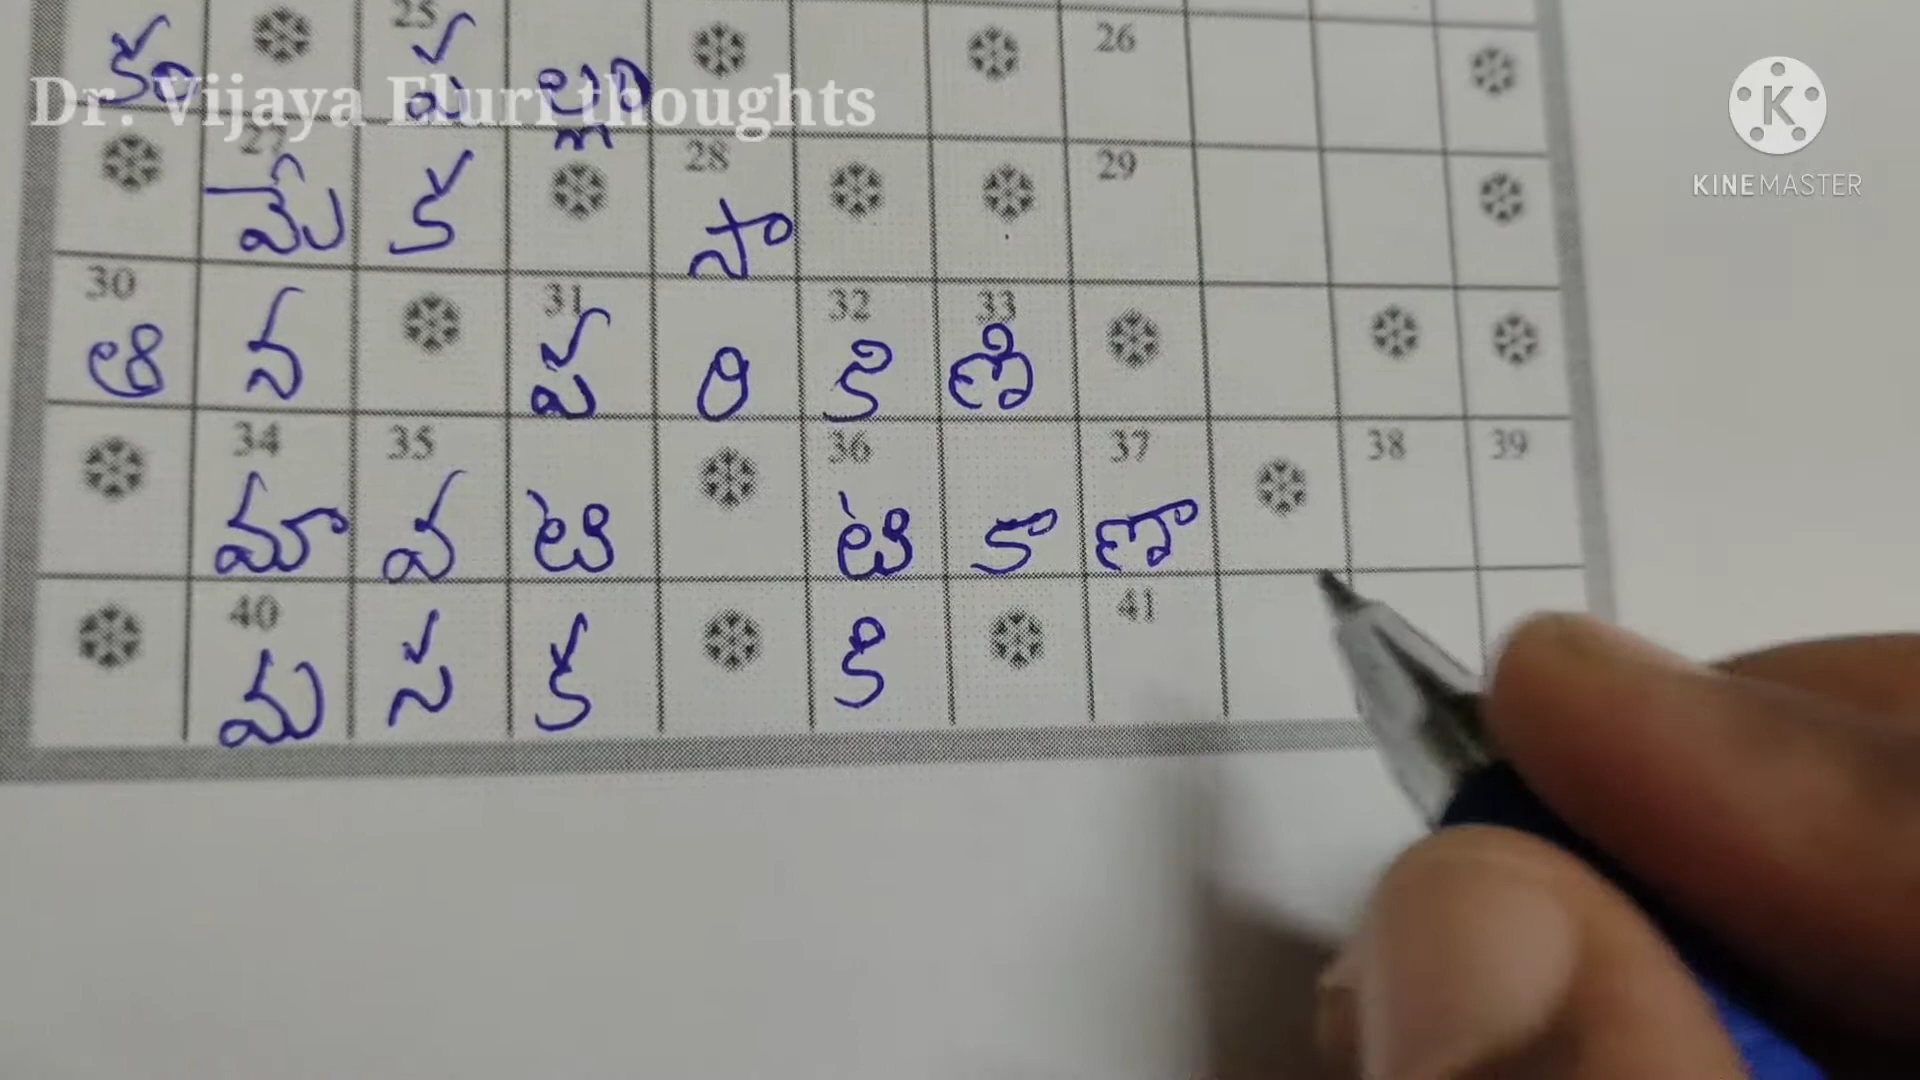 25 26
కం ప ల్లం
Dr. Vijaya Eluri thoughts
KINEMASTER
27 28 29
మే క సా
30 31 32 33
ఆ వ ప రి కి ణి
34 35 36 37 38 39
మా వ టి టి కా ణా
40 41
మ స క కి